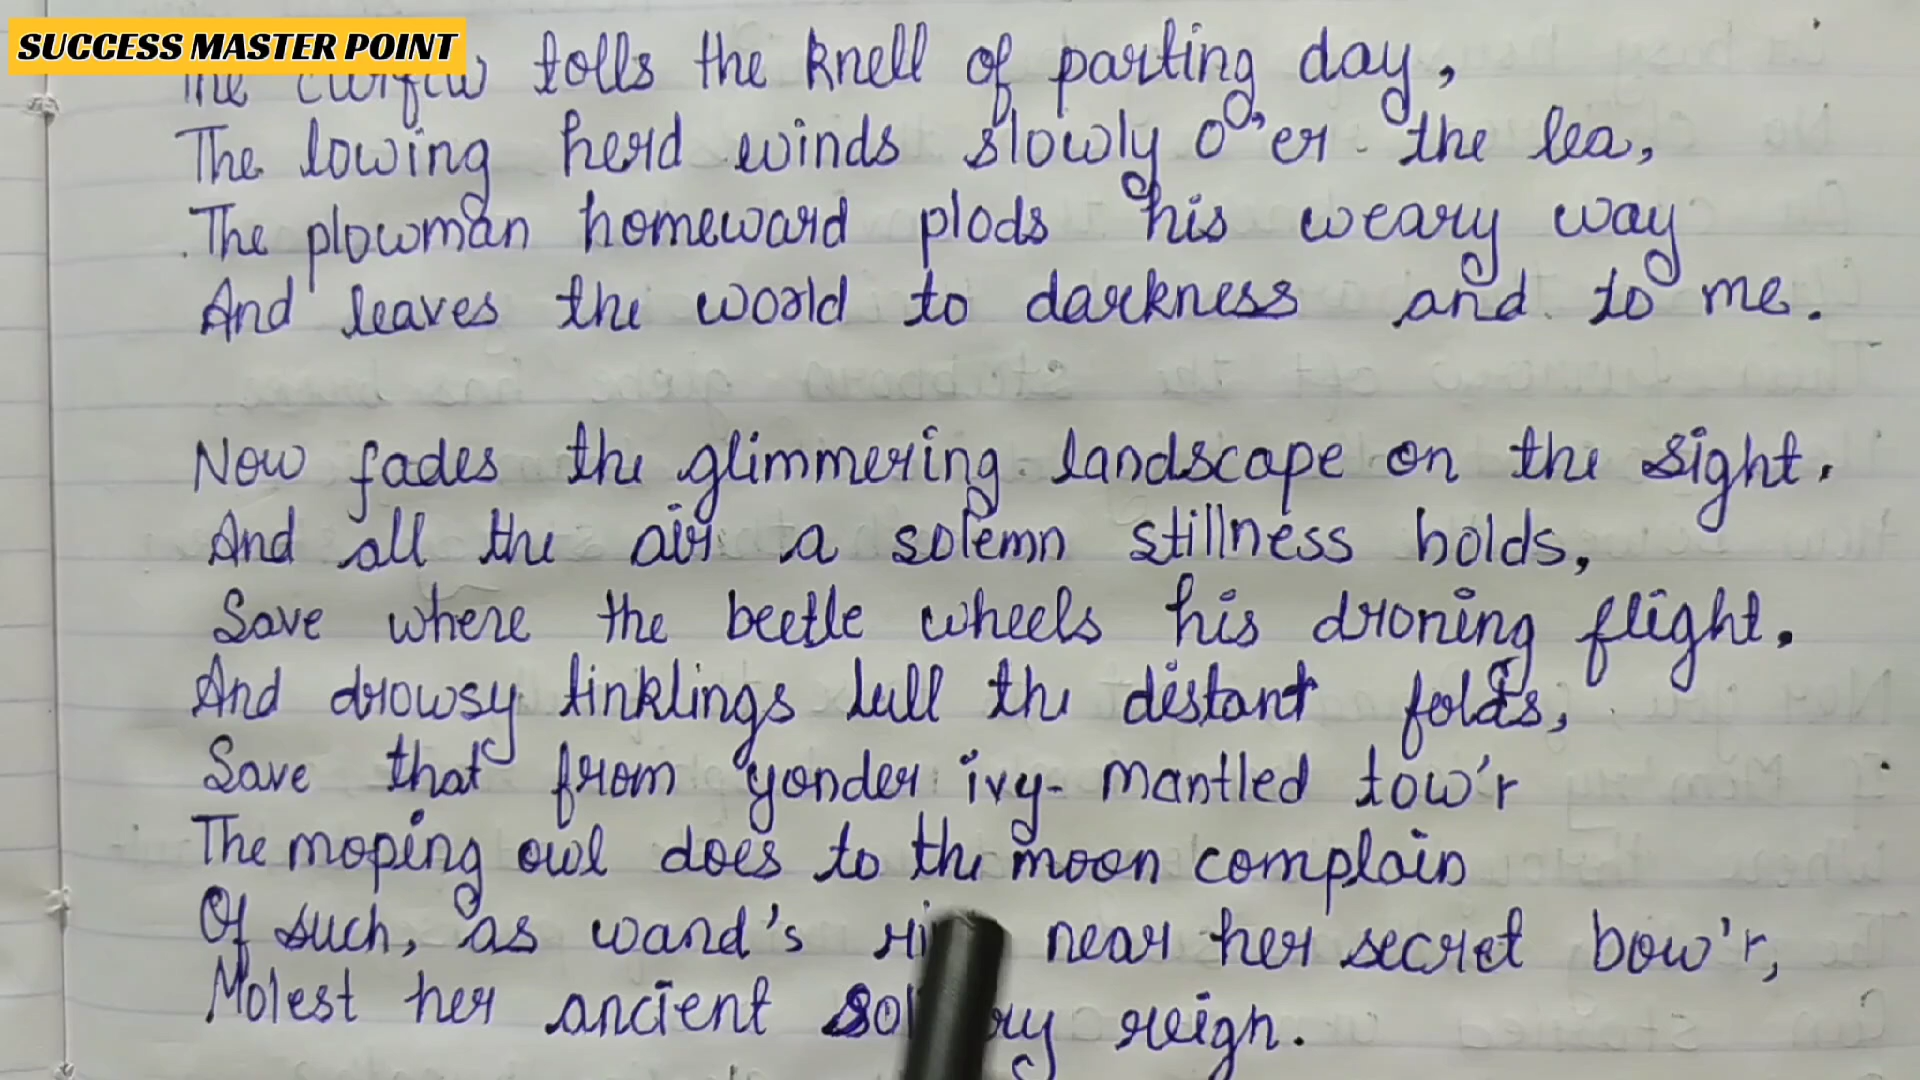 SUCCESS MASTER POINT
The curfew tolls the knell of parting day,
The lowing herd winds slowly o'er the lea,
The plowman homeward plods his weary way
And leaves the world to darkness and to me.
Now fades the glimmering landscape on the sight.
And all the air a solemn stillness holds,
Save where the beetle wheels his droning flight.
And drowsy tinklings lull the distant folds,
Save that from yonder ivy-mantled tow'r
The moping owl does to the moon complain
Of such, as wand's near her secret bow'r,
Molest her ancient reign.